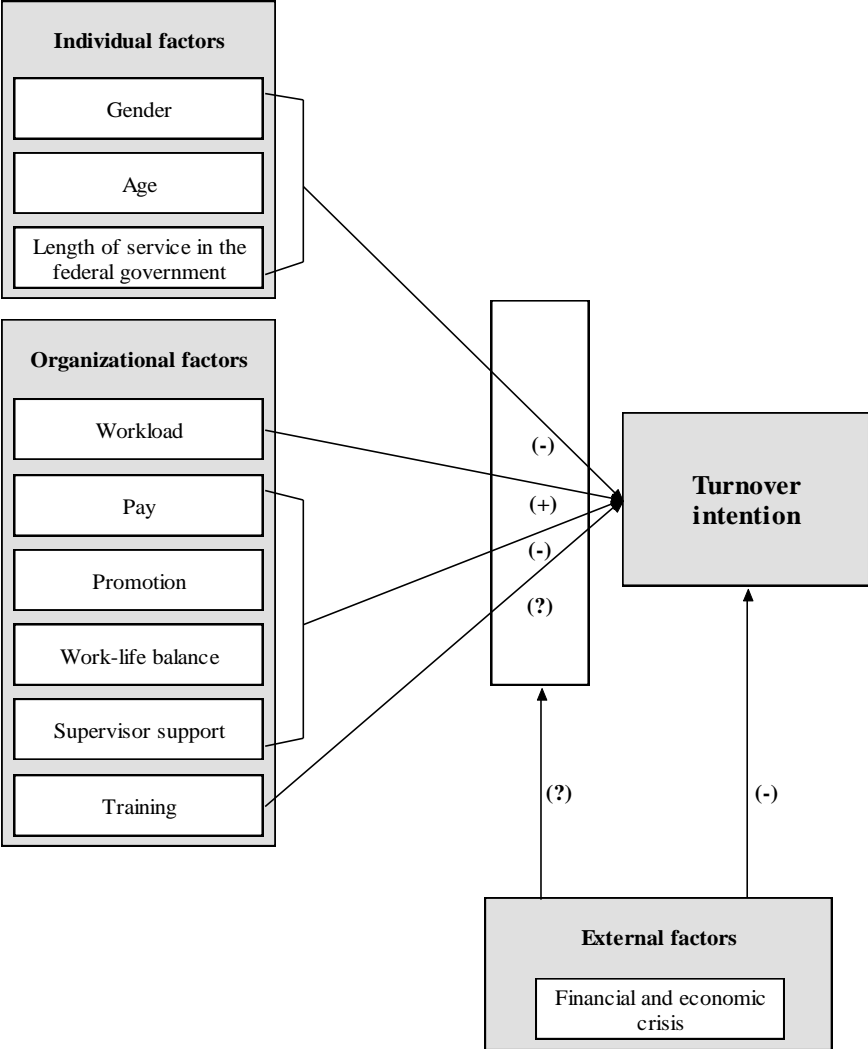 Individual factors
Gender
Age
Length of service in the
federal government
Organizational factors
Workload
Pay
Promotion
Work-life balance
Supervisor support
Training
(-)
(+)
(-)
(?)
Turnover
intention
(?)
(-)
External factors
Financial and economic
crisis